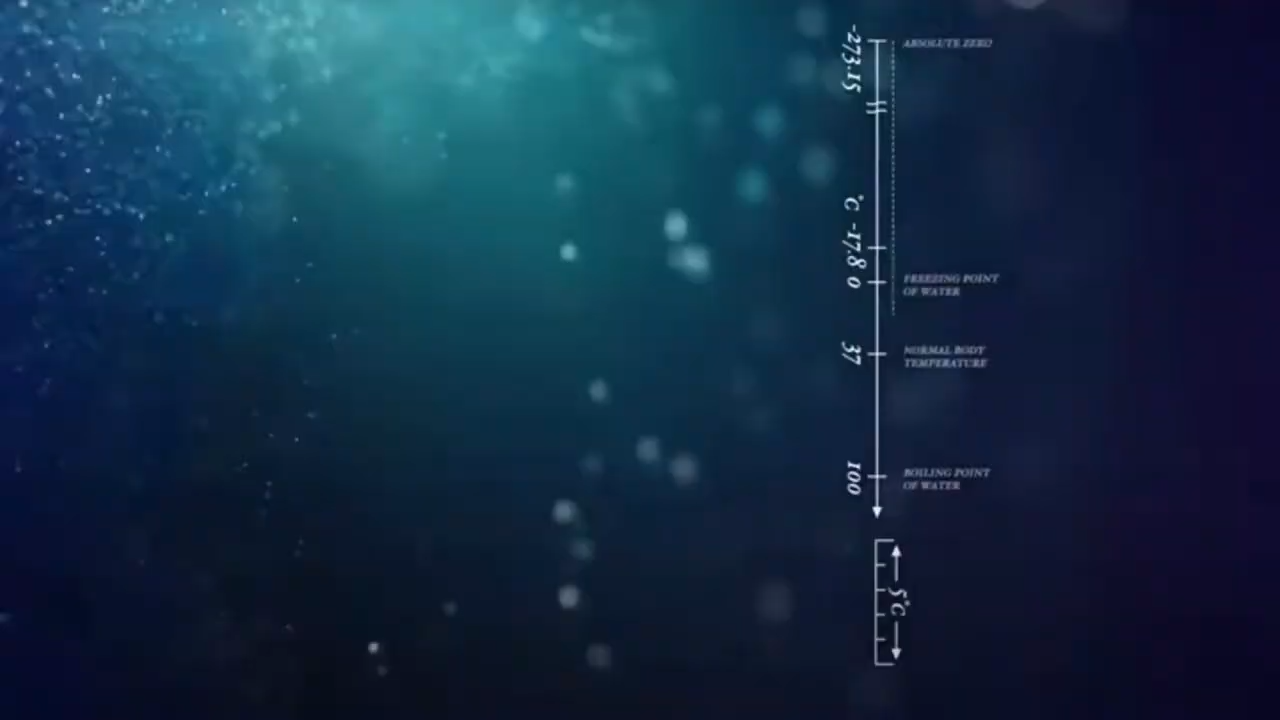 -273.15
ABSOLUTE ZERO
°C
-17.8
0
FREEZING POINT
OF WATER
37
NORMAL BODY
TEMPERATURE
100
BOILING POINT
OF WATER
5°C